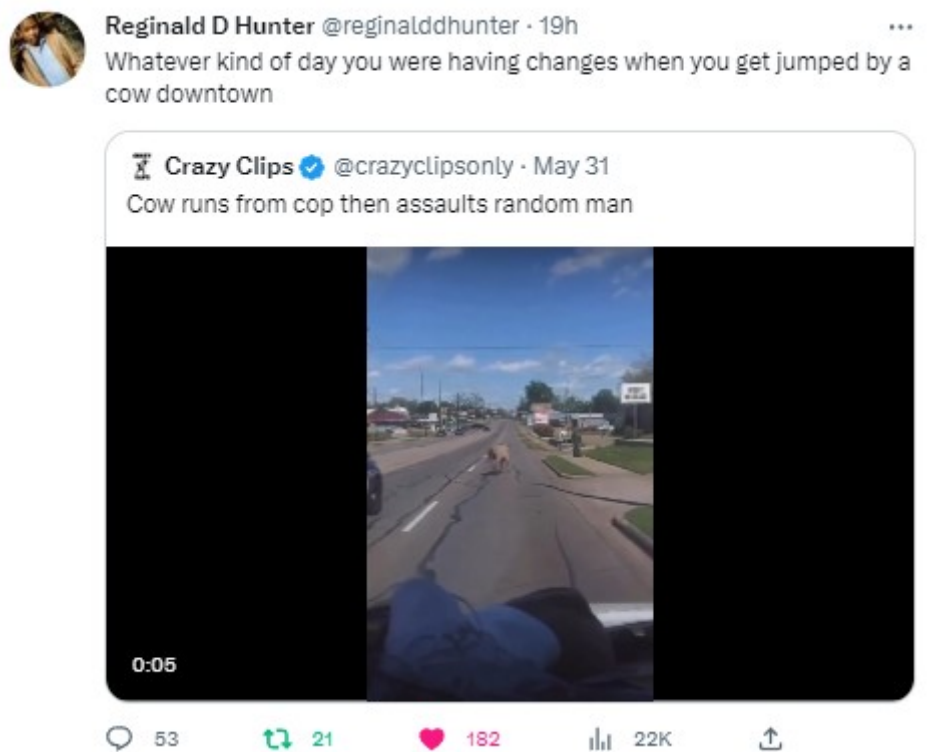 Reginald D Hunter @reginalddhunter · 19h
Whatever kind of day you were having changes when you get jumped by a
cow downtown
Crazy Clips @crazyclipsonly · May 31
Cow runs from cop then assaults random man
0:05
53 21 182 22K